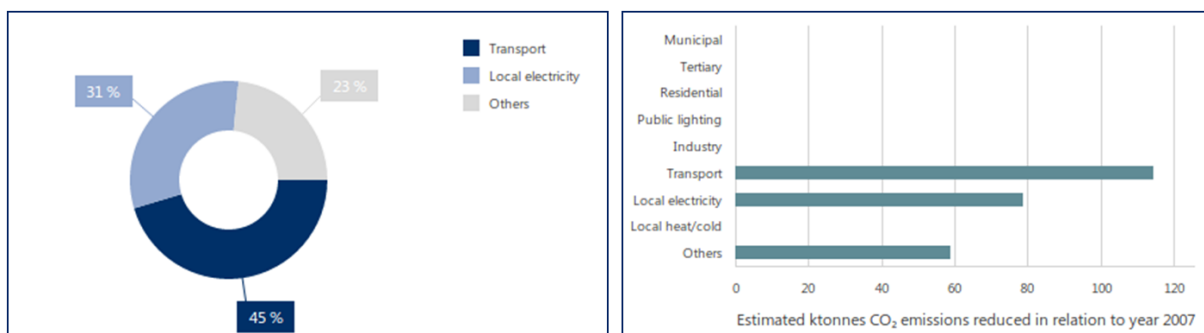 Transport
Local electricity
Others
31 %
23 %
45 %
Municipal
Tertiary
Residential
Public lighting
Industry
Transport
Local electricity
Local heat/cold
Others
0 20 40 60 80 100 120
Estimated ktonnes CO₂ emissions reduced in relation to year 2007